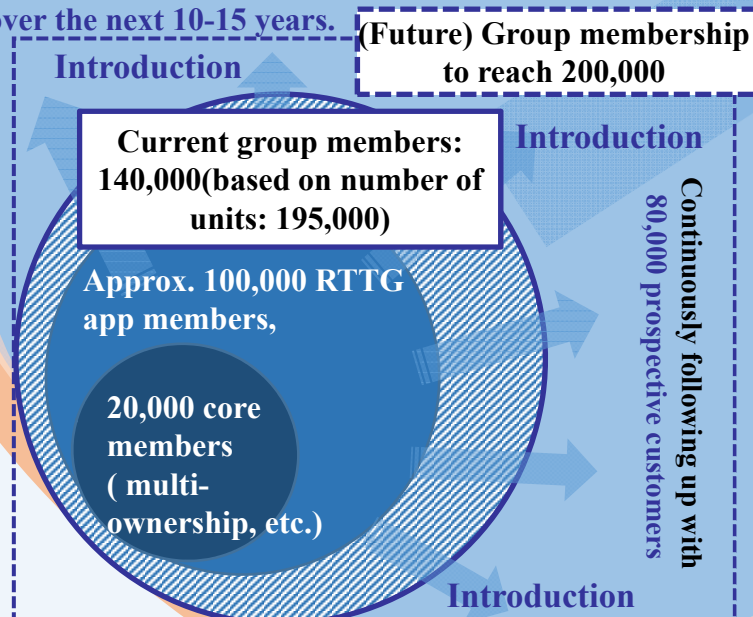 over the next 10-15 years.
(Future) Group membership
to reach 200,000
Introduction
Current group members:
140,000(based on number of
units: 195,000)
Introduction
Approx. 100,000 RTTG
app members,
20,000 core
members
( multi-
ownership, etc.)
Continuously following up with
80,000 prospective customers
Introduction